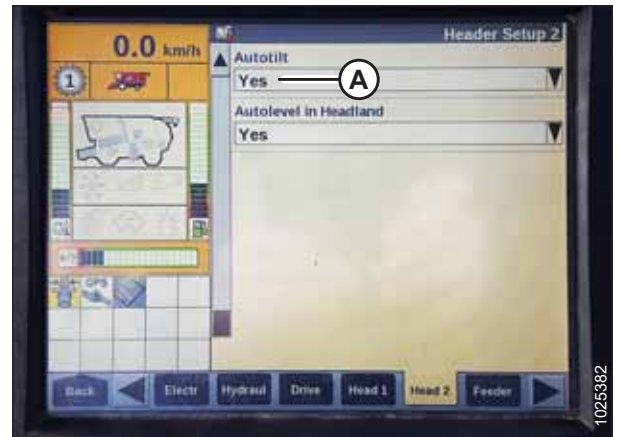 0.0 km/h
Header Setup 2
Autotilt
Yes
A
1
Autolevel in Headland
Yes
GPS
Back
Electr
Hydraul
Drive
Head 1
Head 2
Feeder
1025382